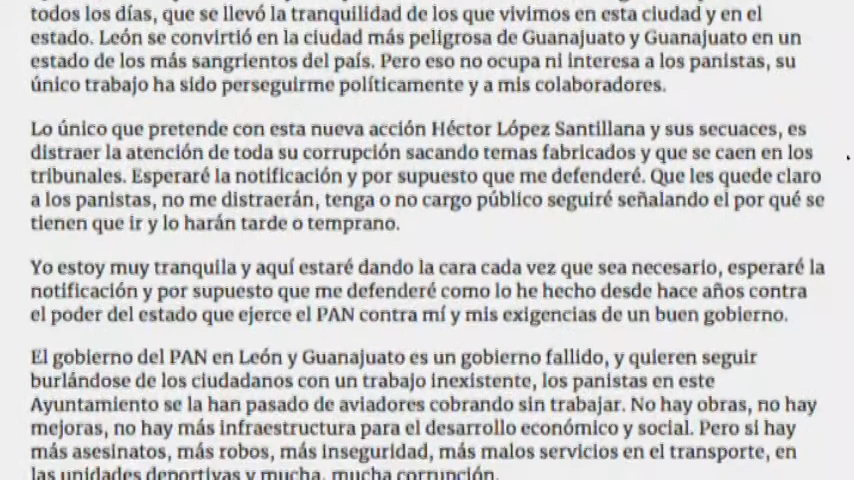 todos los días, que se llevó la tranquilidad de los que vivimos en esta ciudad y en el
estado. León se convirtió en la ciudad más peligrosa de Guanajuato y Guanajuato en un
estado de los más sangrientos del país. Pero eso no ocupa ni interesa a los panistas, su
único trabajo ha sido perseguirme políticamente y a mis colaboradores.
Lo único que pretende con esta nueva acción Héctor López Santillana y sus secuaces, es
distraer la atención de toda su corrupción sacando temas fabricados y que se caen en los
tribunales. Esperaré la notificación y por supuesto que me defenderé. Que les quede claro
a los panistas, no me distraerán, tenga o no cargo público seguiré señalando el por qué se
tienen que ir y lo harán tarde o temprano.
Yo estoy muy tranquila y aquí estaré dando la cara cada vez que sea necesario, esperaré la
notificación y por supuesto que me defenderé como lo he hecho desde hace años contra
el poder del estado que ejerce el PAN contra mí y mis exigencias de un buen gobierno.
El gobierno del PAN en León y Guanajuato es un gobierno fallido, y quieren seguir
burlándose de los ciudadanos con un trabajo inexistente, los panistas en este
Ayuntamiento se la han pasado de aviadores cobrando sin trabajar. No hay obras, no hay
mejoras, no hay más infraestructura para el desarrollo económico y social. Pero si hay
más asesinatos, más robos, más inseguridad, más malos servicios en el transporte, en
las unidades deportivas y mucha, mucha corrupción.